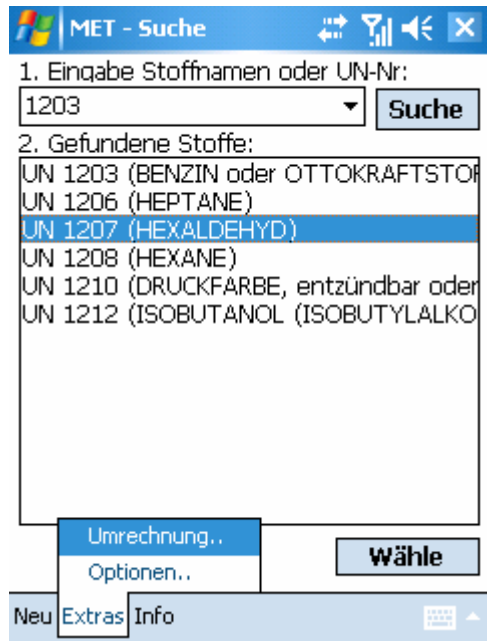 MET - Suche
1. Eingabe Stoffnamen oder UN-Nr:
1203
Suche
2. Gefundene Stoffe:
UN 1203 (BENZIN oder OTTOKRAFTSTOF
UN 1206 (HEPTANE)
UN 1207 (HEXALDEHYD)
UN 1208 (HEXANE)
UN 1210 (DRUCKFARBE, entzündbar oder
UN 1212 (ISOBUTANOL (ISOBUTYLALKO
Umrechnung..
Optionen..
Wähle
Neu Extras Info